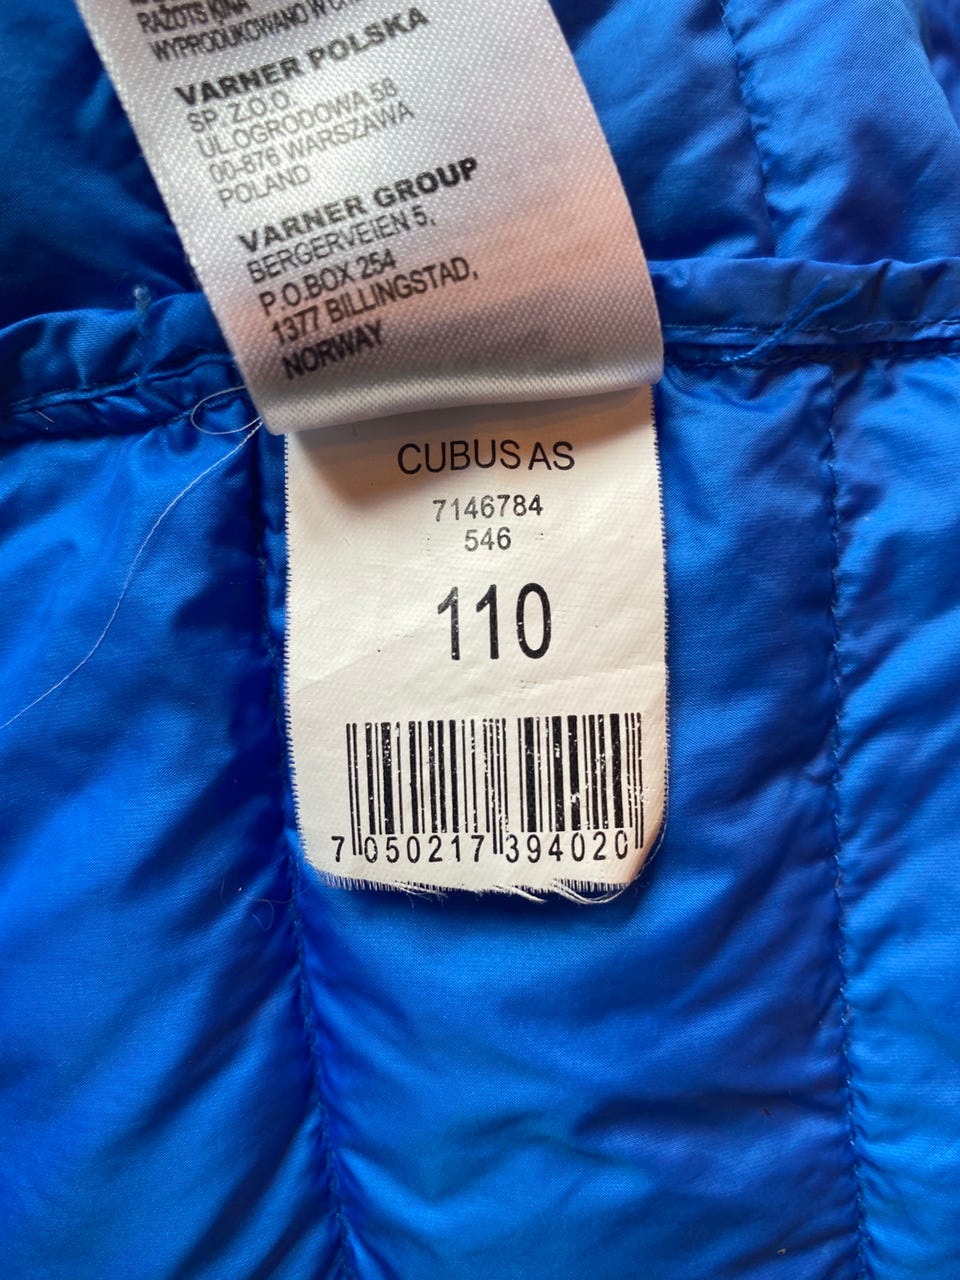 RAŽOTS ĶĪNĀ
WYPRODUKOWANO W
VARNER POLSKA
SP. Z.O.O.
UL.OGRODOWA 58
00-876 WARSZAWA
POLAND
VARNER GROUP
BERGERVEIEN 5,
P.O.BOX 254
1377 BILLINGSTAD,
NORWAY
CUBUS AS
7146784
546
110
7 050217 394020